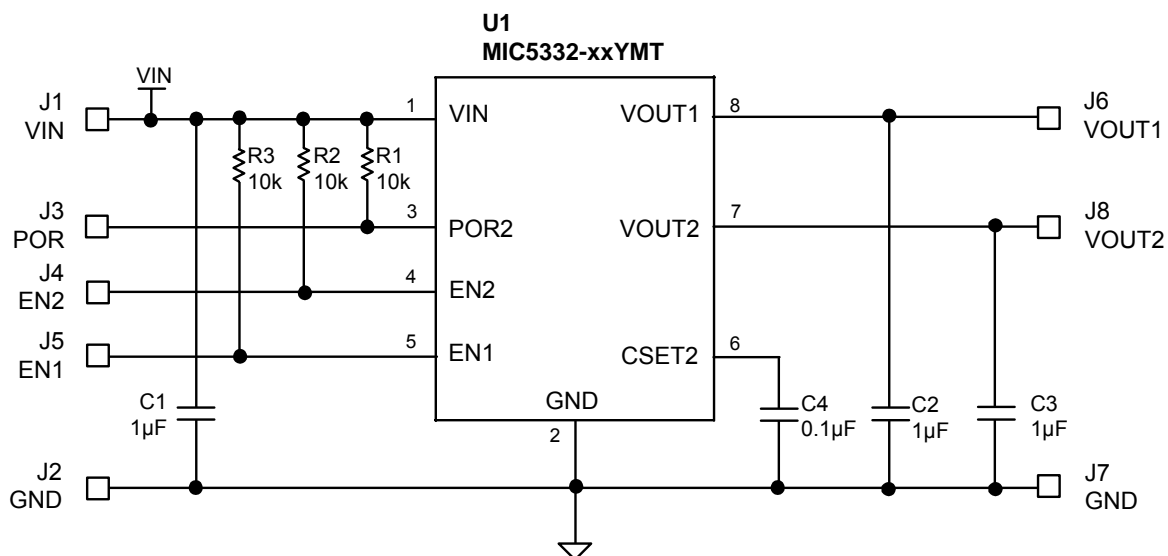 U1
MIC5332-xxYMT
VIN
J1
VIN
1
VIN
VOUT1
8
J6
VOUT1
R3
10k
R2
10k
R1
10k
J3
POR
3
POR2
VOUT2
7
J8
VOUT2
J4
EN2
4
EN2
J5
EN1
5
EN1
CSET2
6
C1
1µF
GND
2
C4
0.1µF
C2
1µF
C3
1µF
J2
GND
J7
GND